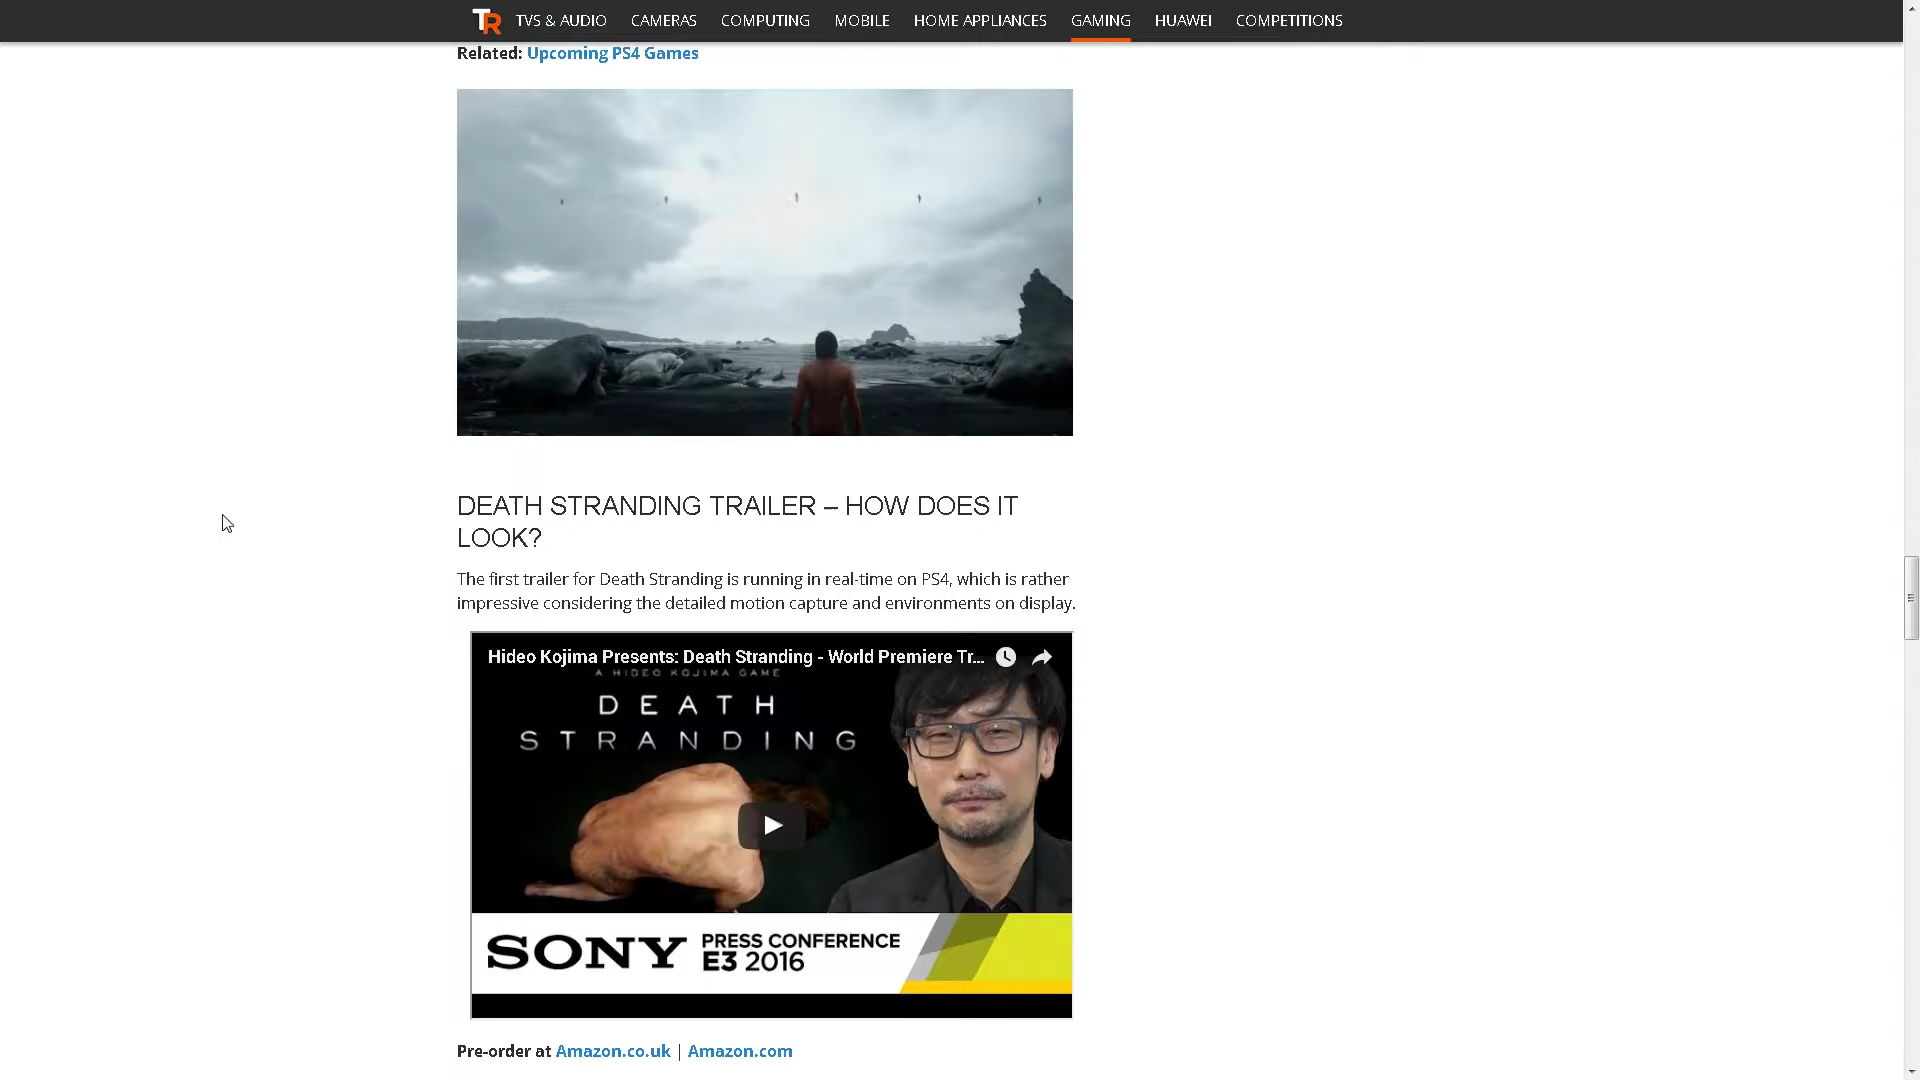 TR TVS & AUDIO CAMERAS COMPUTING MOBILE HOME APPLIANCES GAMING HUAWEI COMPETITIONS
Related: Upcoming PS4 Games
DEATH STRANDING TRAILER – HOW DOES IT
LOOK?
The first trailer for Death Stranding is running in real-time on PS4, which is rather
impressive considering the detailed motion capture and environments on display.
Hideo Kojima Presents: Death Stranding - World Premiere Tr...
A HIDEO KOJIMA GAME
DEATH
STRANDING
SONY PRESS CONFERENCE
E3 2016
Pre-order at Amazon.co.uk | Amazon.com